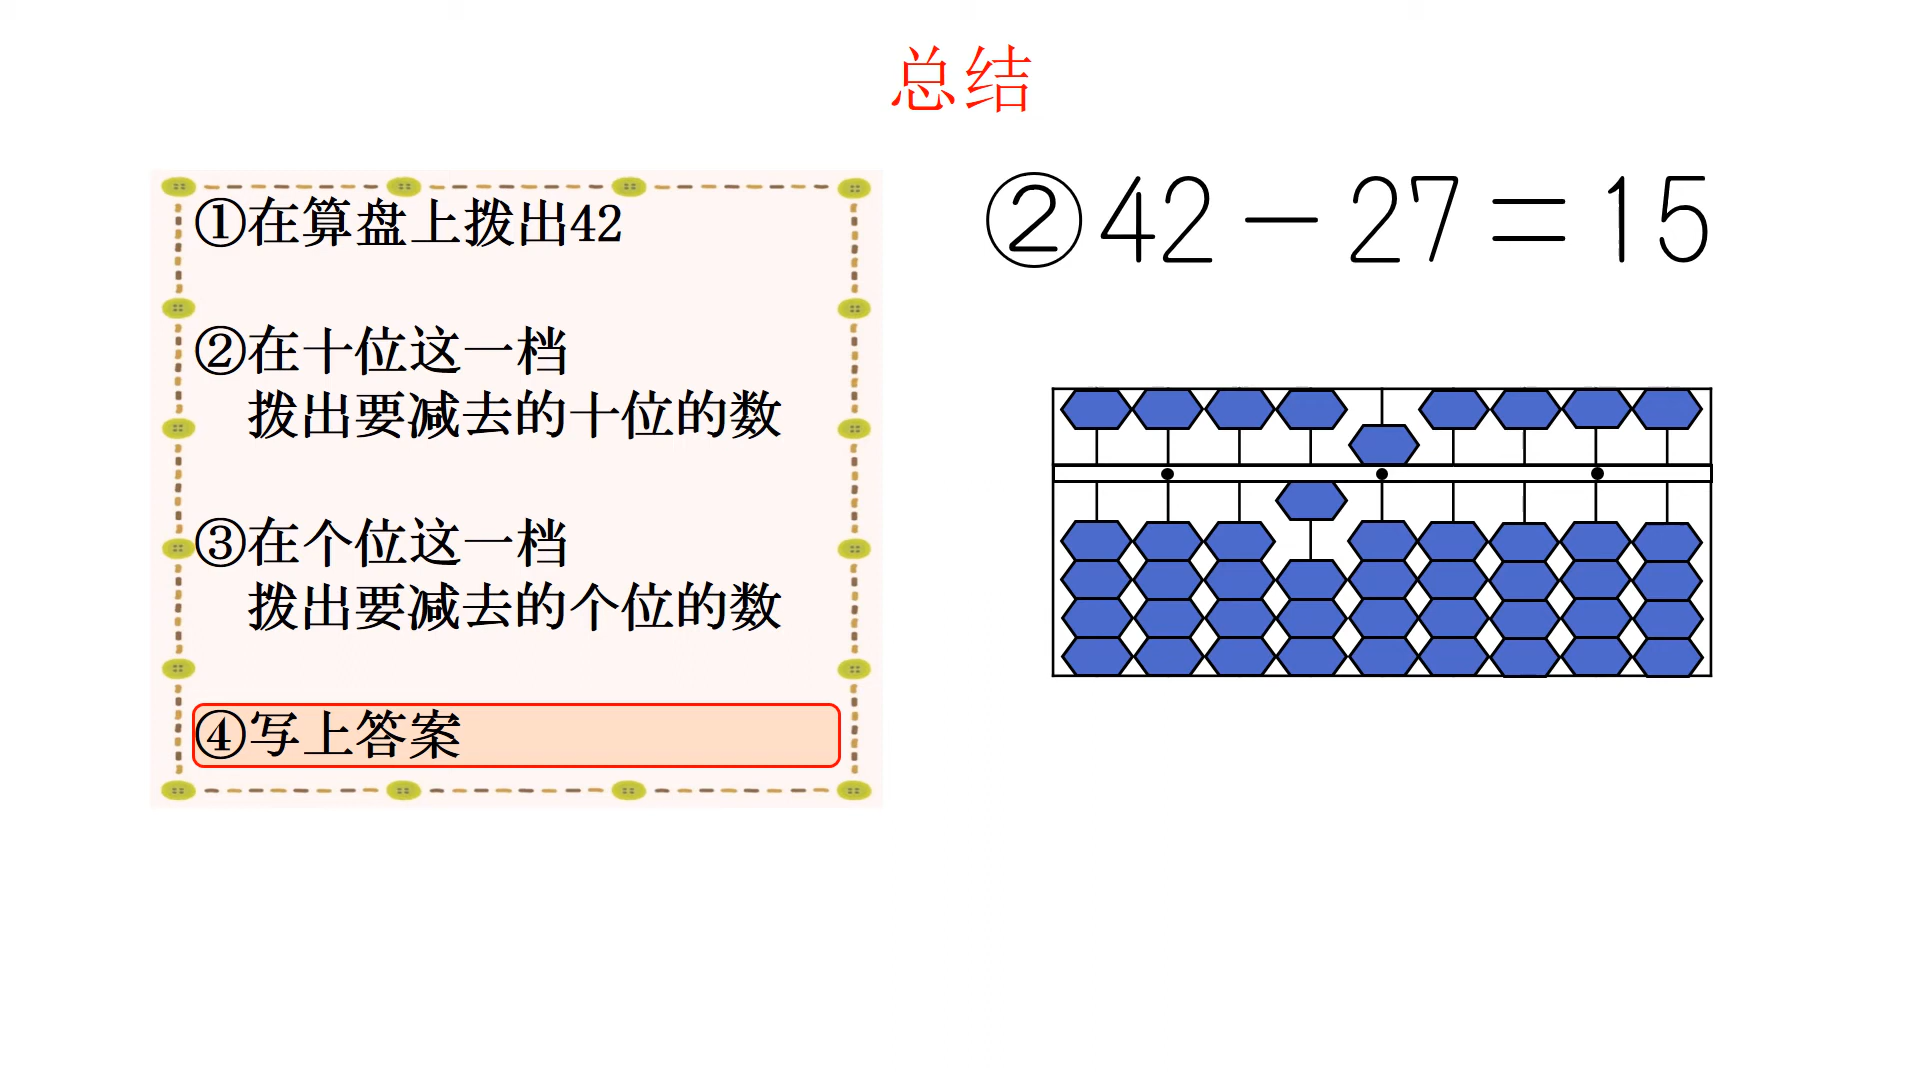 总结
①在算盘上拨出42
②在十位这一档
拨出要减去的十位的数
③在个位这一档
拨出要减去的个位的数
④写上答案
②42－27＝15